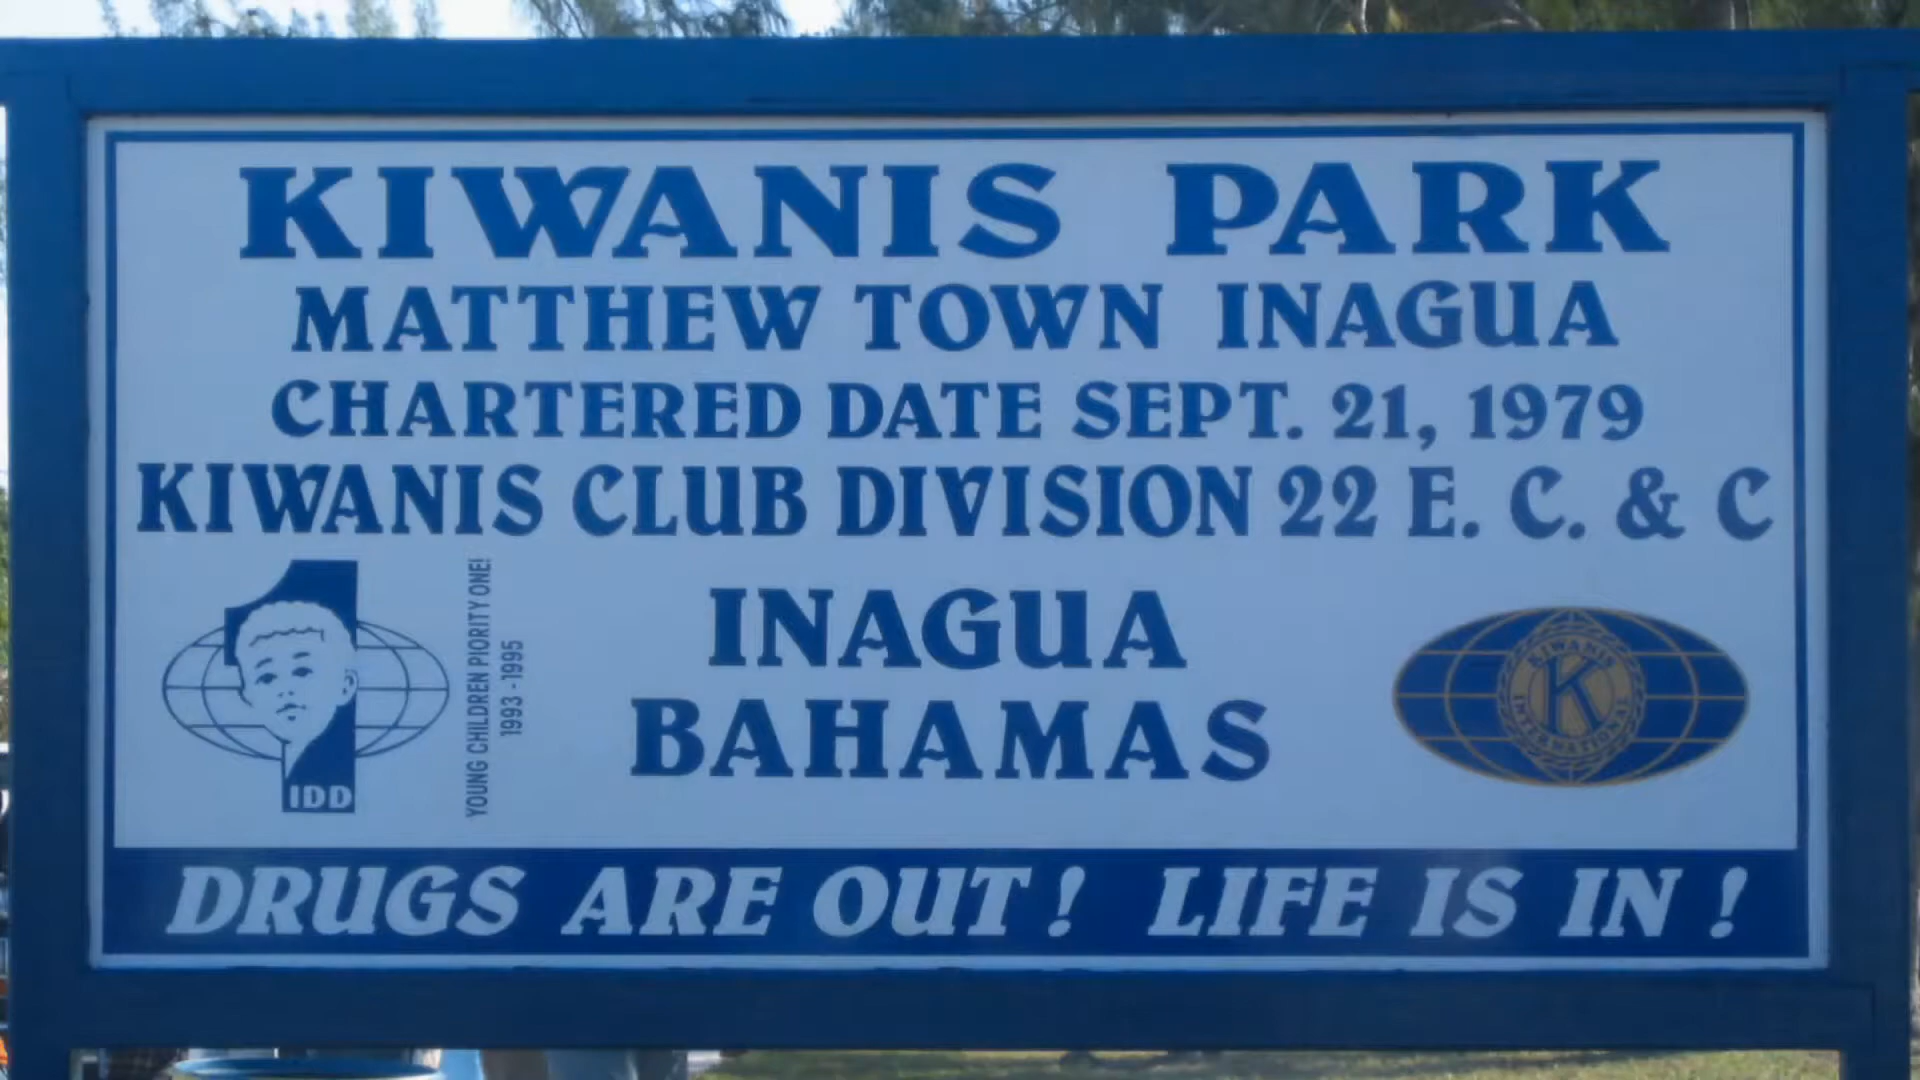 KIWANIS PARK
MATTHEW TOWN INAGUA
CHARTERED DATE SEPT. 21, 1979
KIWANIS CLUB DIVISION 22 E. C. & C
IDD
YOUNG CHILDREN PIORITY ONE!
1993 - 1995
INAGUA
BAHAMAS
KIWANIS
K
INTERNATIONAL
DRUGS ARE OUT! LIFE IS IN !